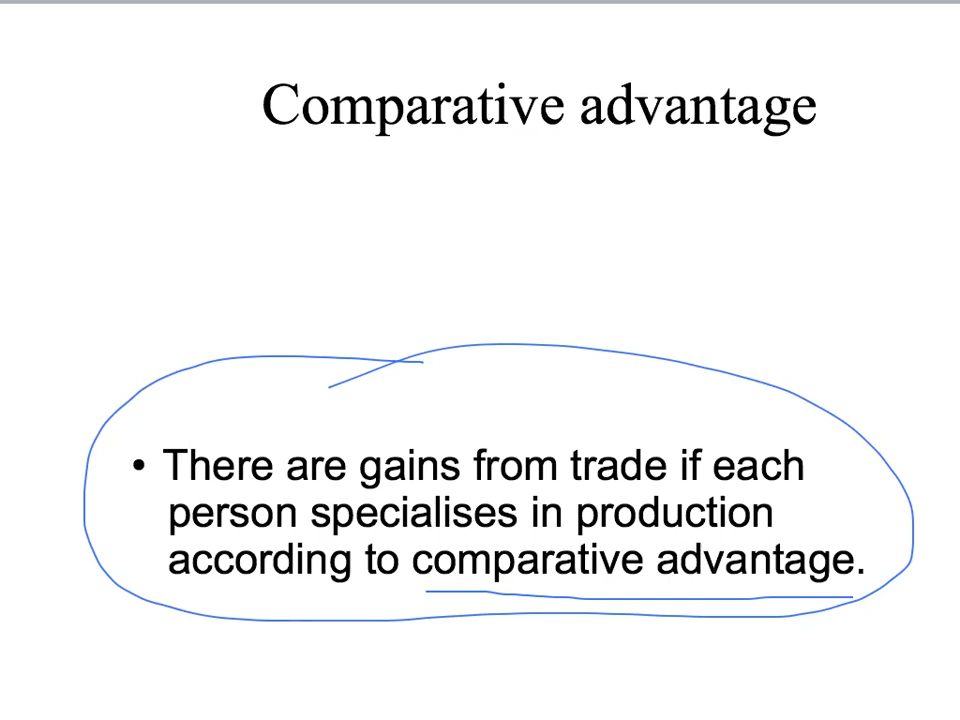 Comparative advantage
• There are gains from trade if each
person specialises in production
according to comparative advantage.